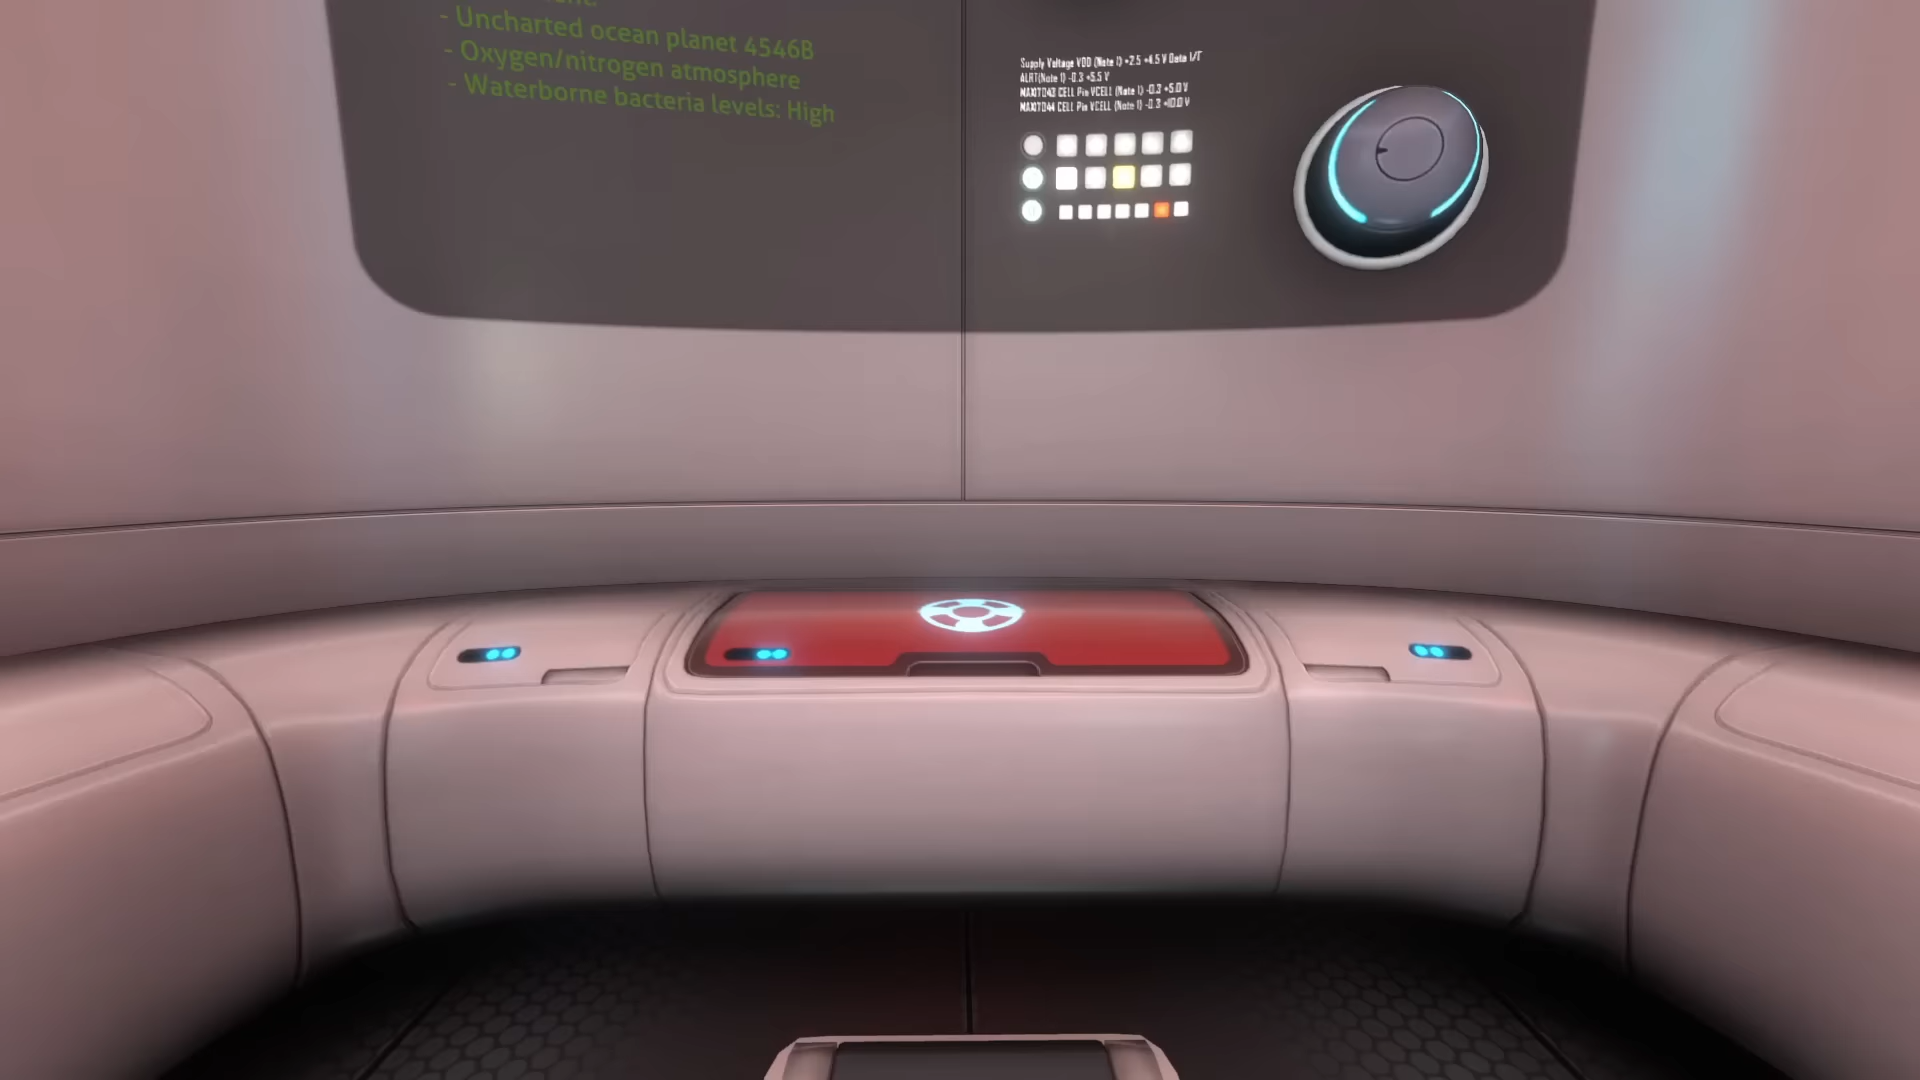 - Uncharted ocean planet 4546B
- Oxygen/nitrogen atmosphere
- Waterborne bacteria levels: High
Supply Voltage VDD (Note 1) +2.5 +4.5 V Data I/T
ALRT(Note 1) -0.3 +5.5 V
MAX17043 CELL Pin VCELL (Note 1) -0.3 +5.0 V
MAX17044 CELL Pin VCELL (Note 1) -0.3 +10.0 V